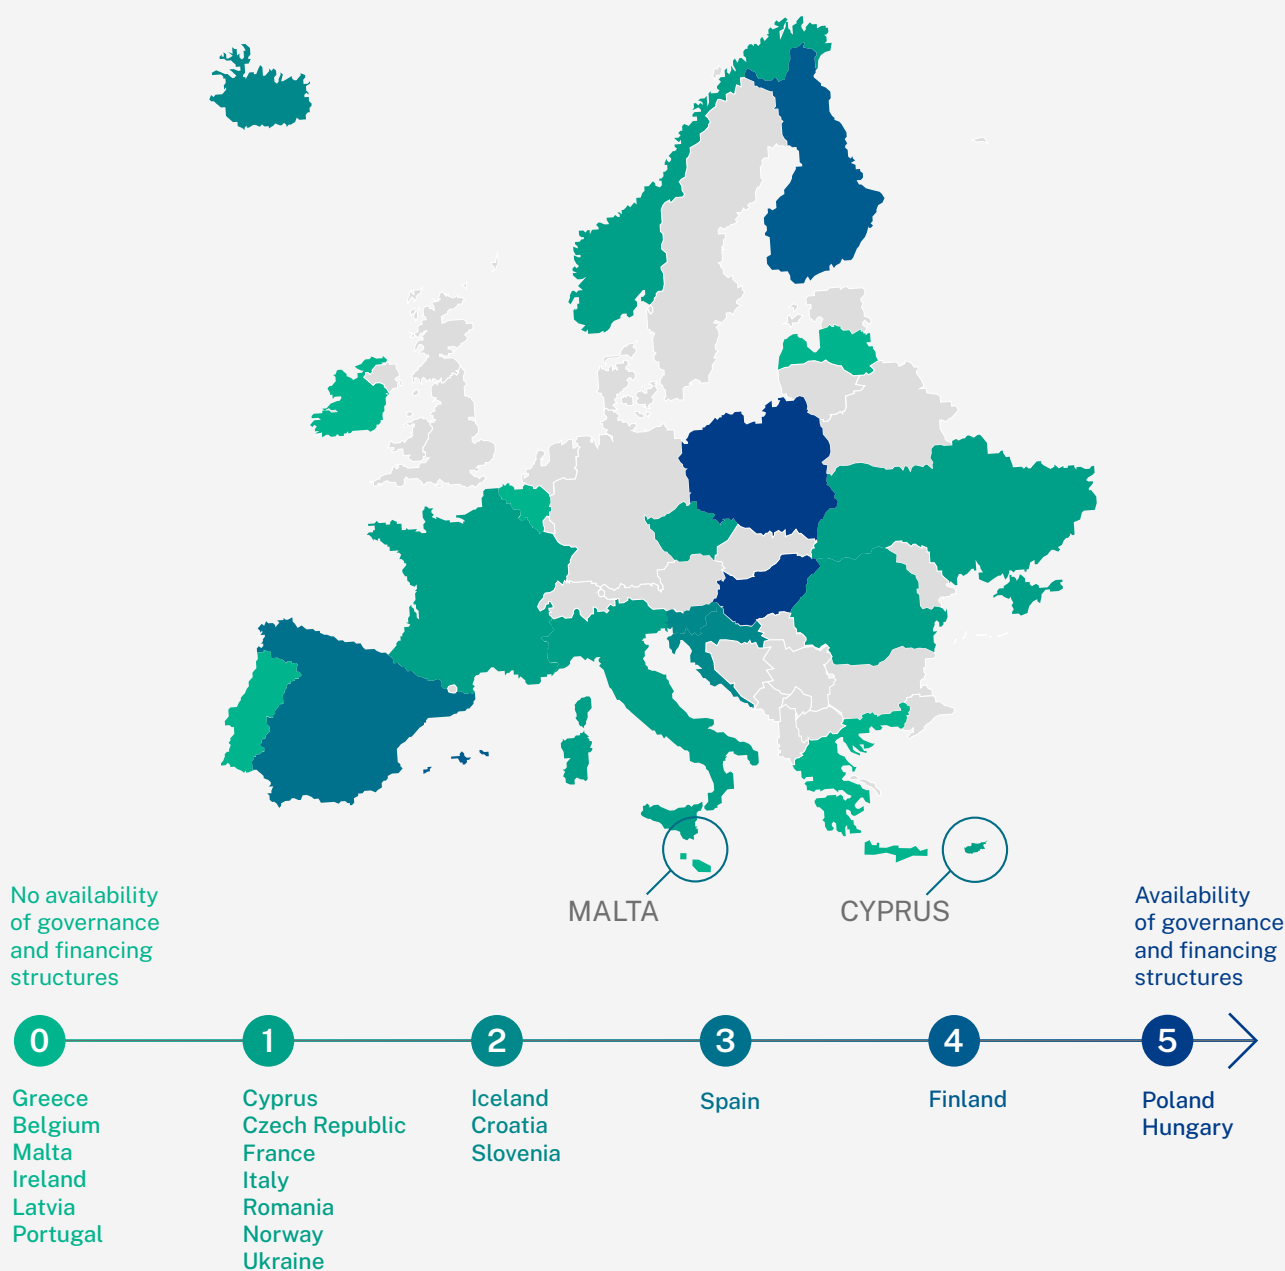 MALTA
CYPRUS
No availability
of governance
and financing
structures
Availability
of governance
and financing
structures
0
1
2
3
4
5
Greece
Belgium
Malta
Ireland
Latvia
Portugal
Cyprus
Czech Republic
France
Italy
Romania
Norway
Ukraine
Iceland
Croatia
Slovenia
Spain
Finland
Poland
Hungary